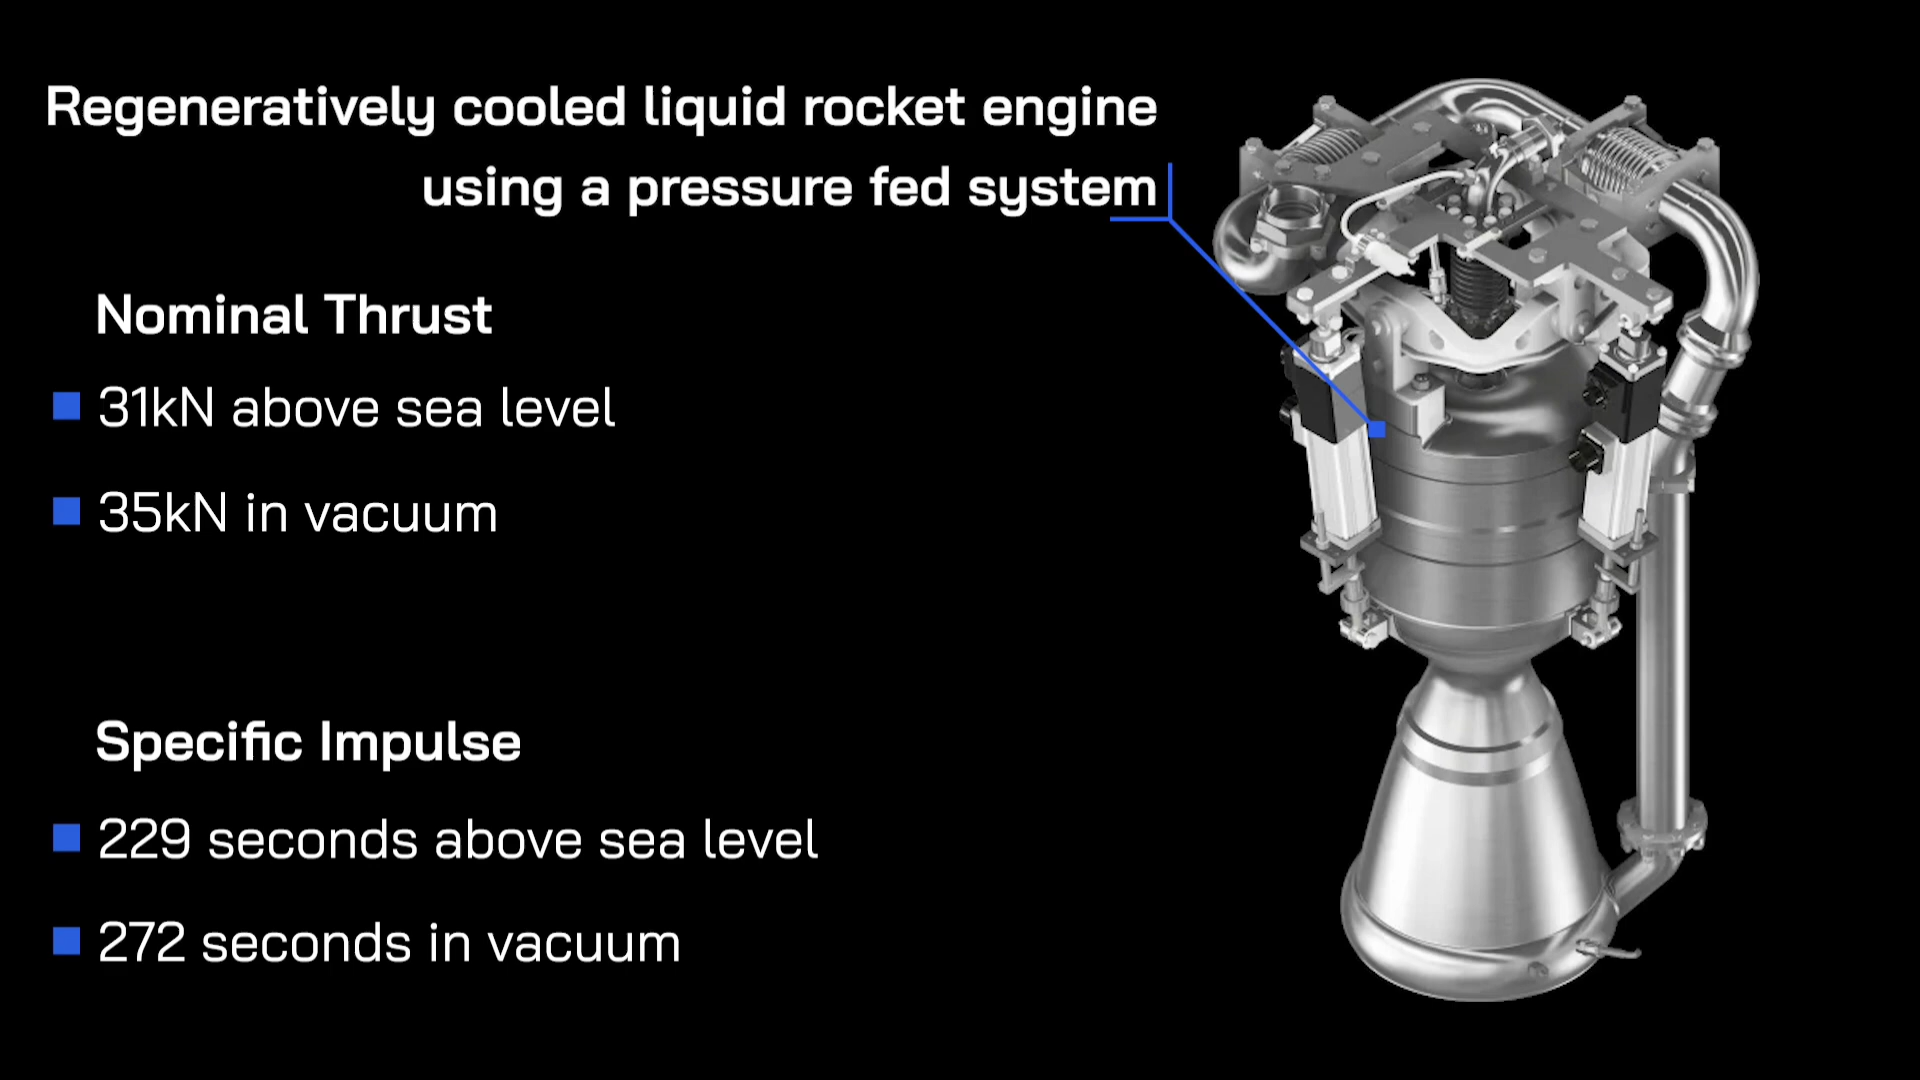 Regeneratively cooled liquid rocket engine
using a pressure fed system
Nominal Thrust
31kN above sea level
35kN in vacuum
Specific Impulse
229 seconds above sea level
272 seconds in vacuum